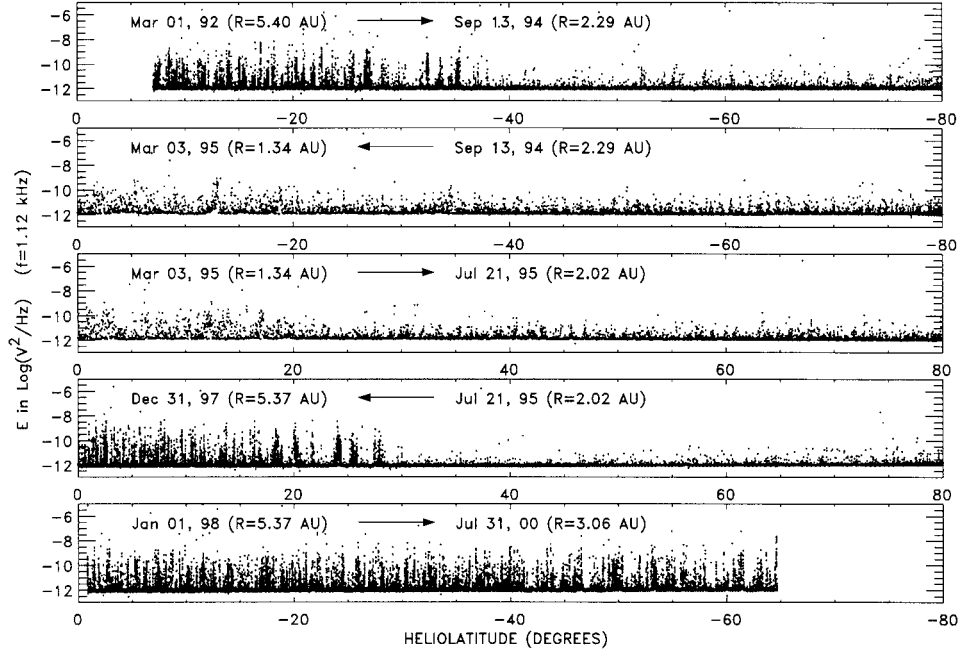 E in Log(V²/Hz) (f=1.12 kHz)
-6
-8
-10
-12
Mar 01, 92 (R=5.40 AU) → Sep 13, 94 (R=2.29 AU)
0 -20 -40 -60 -80
-6
-8
-10
-12
Mar 03, 95 (R=1.34 AU) ← Sep 13, 94 (R=2.29 AU)
0 -20 -40 -60 -80
-6
-8
-10
-12
Mar 03, 95 (R=1.34 AU) → Jul 21, 95 (R=2.02 AU)
0 20 40 60 80
-6
-8
-10
-12
Dec 31, 97 (R=5.37 AU) ← Jul 21, 95 (R=2.02 AU)
0 20 40 60 80
-6
-8
-10
-12
Jan 01, 98 (R=5.37 AU) → Jul 31, 00 (R=3.06 AU)
0 -20 -40 -60 -80
HELIOLATITUDE (DEGREES)